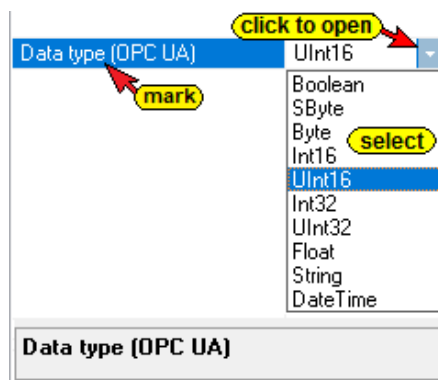 click to open
Data type (OPC UA) UInt16
mark
Boolean
SByte
Byte
select
Int16
UInt16
Int32
UInt32
Float
String
DateTime
Data type (OPC UA)